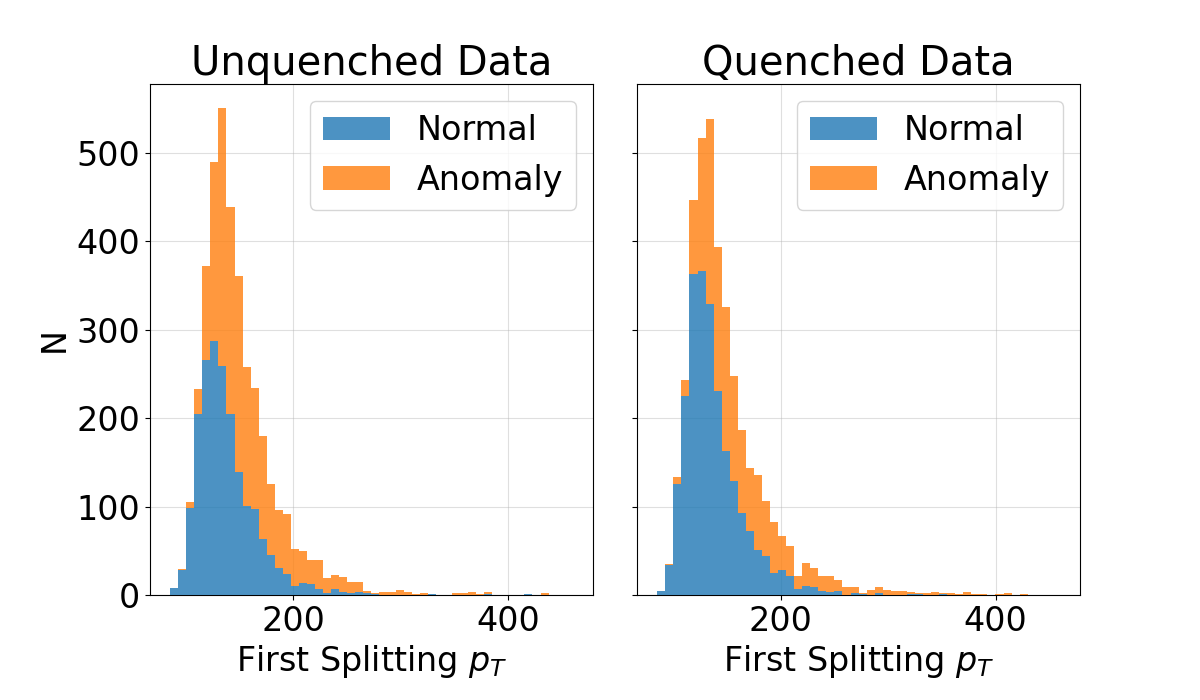 Unquenched Data
Normal
Anomaly
N
500
400
300
200
100
0
200
400
First Splitting p_T
Quenched Data
Normal
Anomaly
200
400
First Splitting p_T